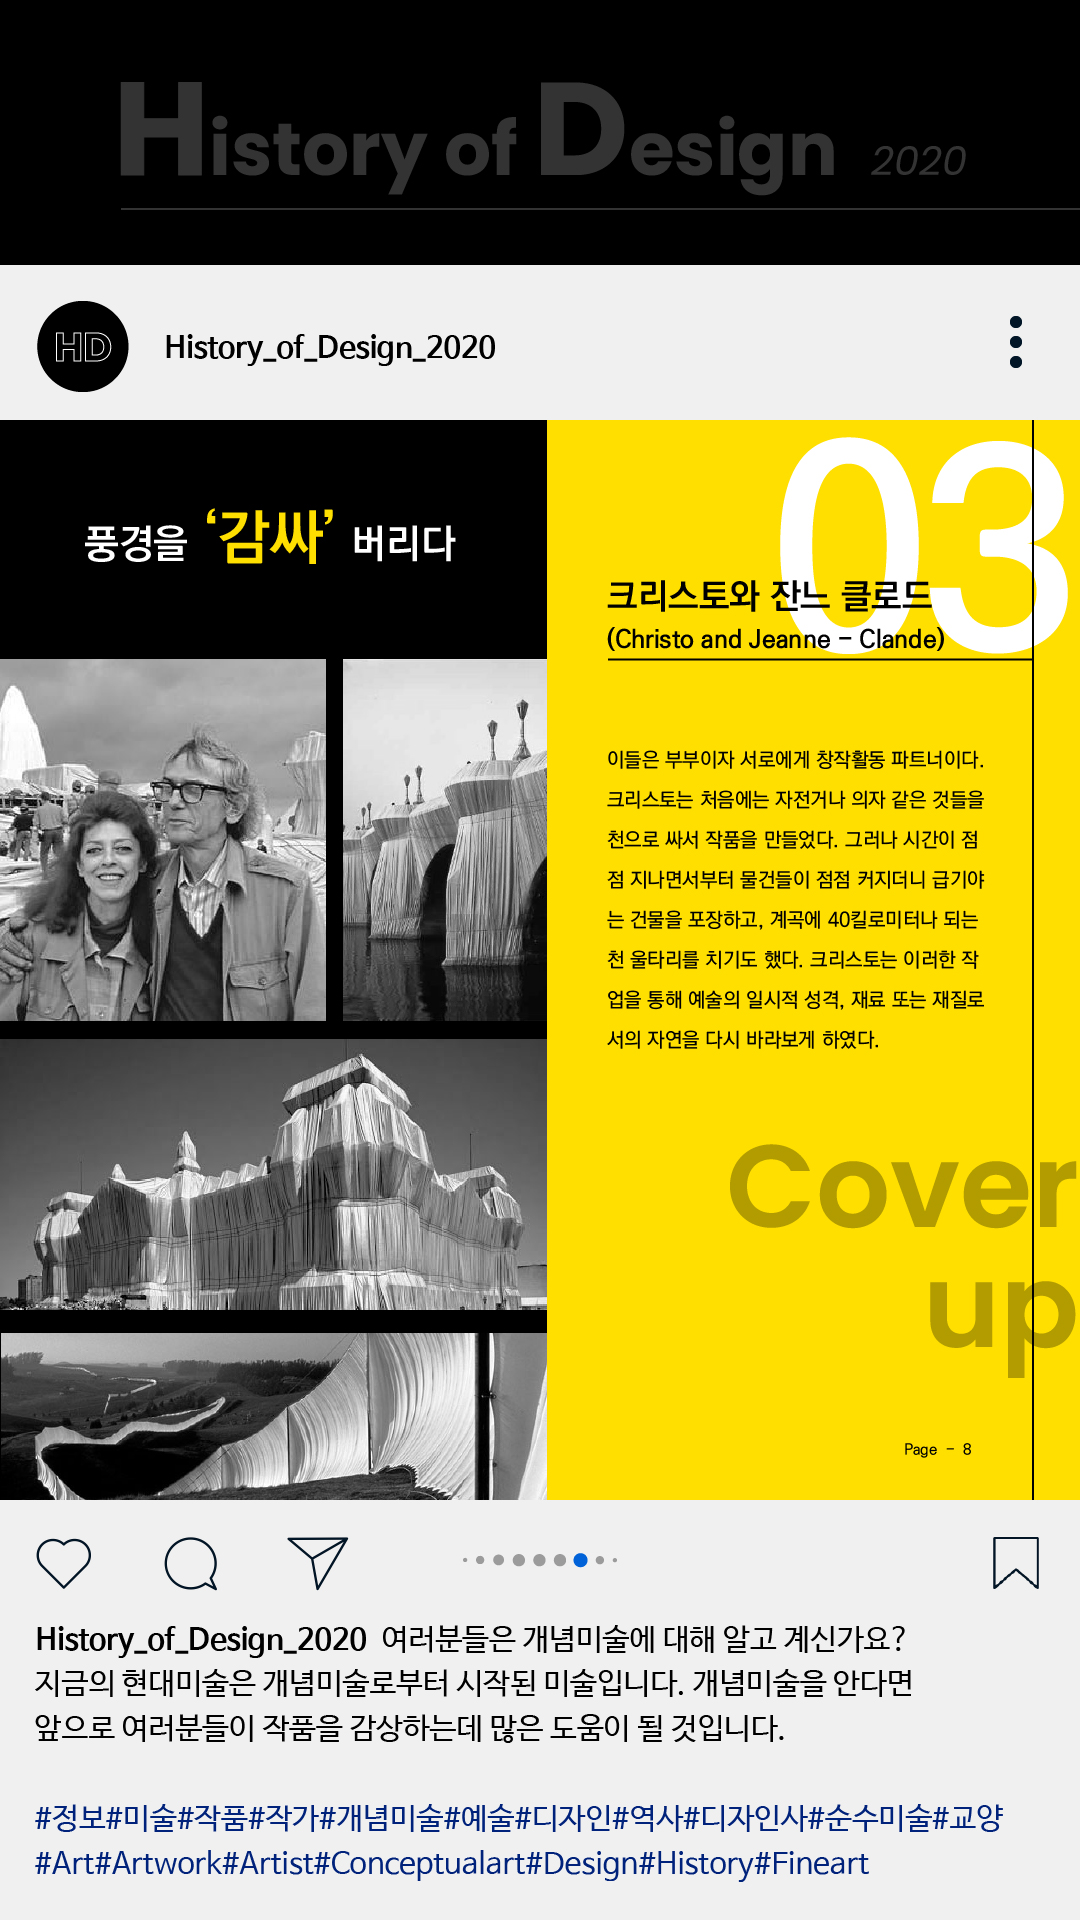 History of Design 2020
HD
History_of_Design_2020
풍경을 ‘감싸’ 버리다
03
크리스토와 잔느 클로드
(Christo and Jeanne – Clande)
이들은 부부이자 서로에게 창작활동 파트너이다.
크리스토는 처음에는 자전거나 의자 같은 것들을
천으로 싸서 작품을 만들었다. 그러나 시간이 점
점 지나면서부터 물건들이 점점 커지더니 급기야
는 건물을 포장하고, 계곡에 40킬로미터나 되는
천 울타리를 치기도 했다. 크리스토는 이러한 작
업을 통해 예술의 일시적 성격, 재료 또는 재질로
서의 자연을 다시 바라보게 하였다.
Cover
up
Page – 8
History_of_Design_2020 여러분들은 개념미술에 대해 알고 계신가요?
지금의 현대미술은 개념미술로부터 시작된 미술입니다. 개념미술을 안다면
앞으로 여러분들이 작품을 감상하는데 많은 도움이 될 것입니다.
#정보#미술#작품#작가#개념미술#예술#디자인#역사#디자인사#순수미술#교양
#Art#Artwork#Artist#Conceptualart#Design#History#Fineart